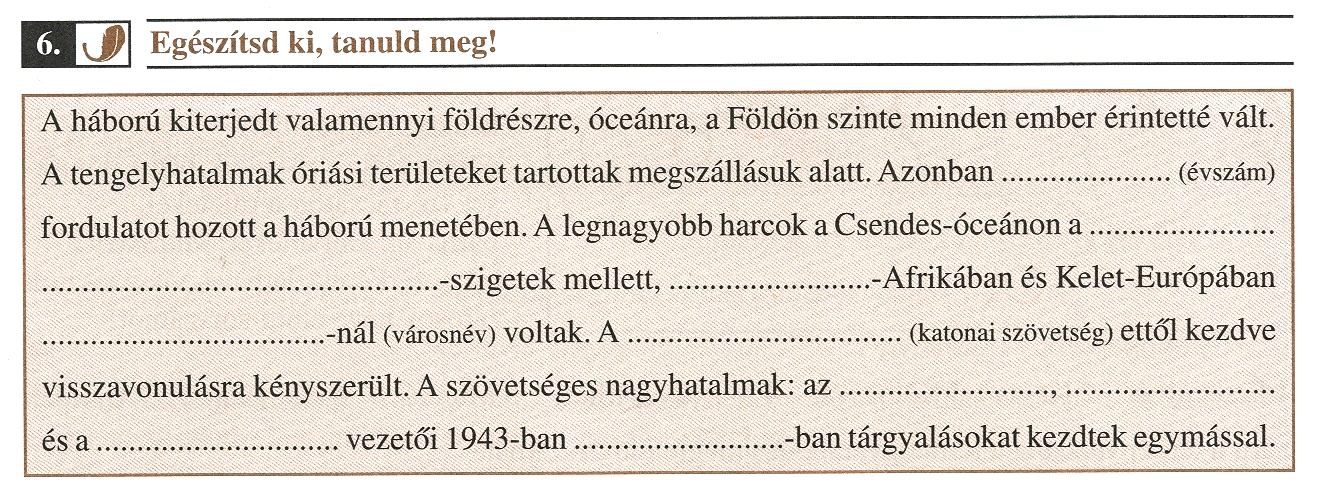 6. Egészítsd ki, tanuld meg!
A háború kiterjedt valamennyi földrészre, óceánra, a Földön szinte minden ember érintetté vált.
A tengelyhatalmak óriási területeket tartottak megszállásuk alatt. Azonban ..................... (évszám)
fordulatot hozott a háború menetében. A legnagyobb harcok a Csendes-óceánon a .......................
..................................................-szigetek mellett, .........................-Afrikában és Kelet-Európában
....................................-nál (városnév) voltak. A .................................. (katonai szövetség) ettől kezdve
visszavonulásra kényszerült. A szövetséges nagyhatalmak: az .........................., ..........................
és a .............................. vezetői 1943-ban ..........................-ban tárgyalásokat kezdtek egymással.